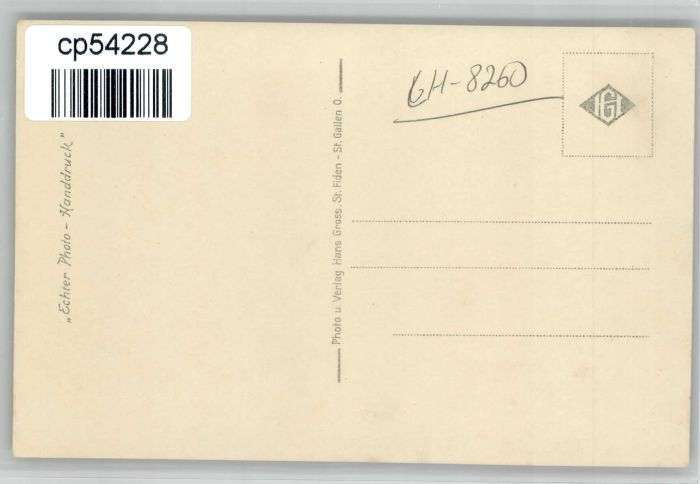 cp54228
"Echter Photo – Handdruck"
Photo u. Verlag Hans Gross, St. Fiden – St. Gallen O.
CH-8260
HG